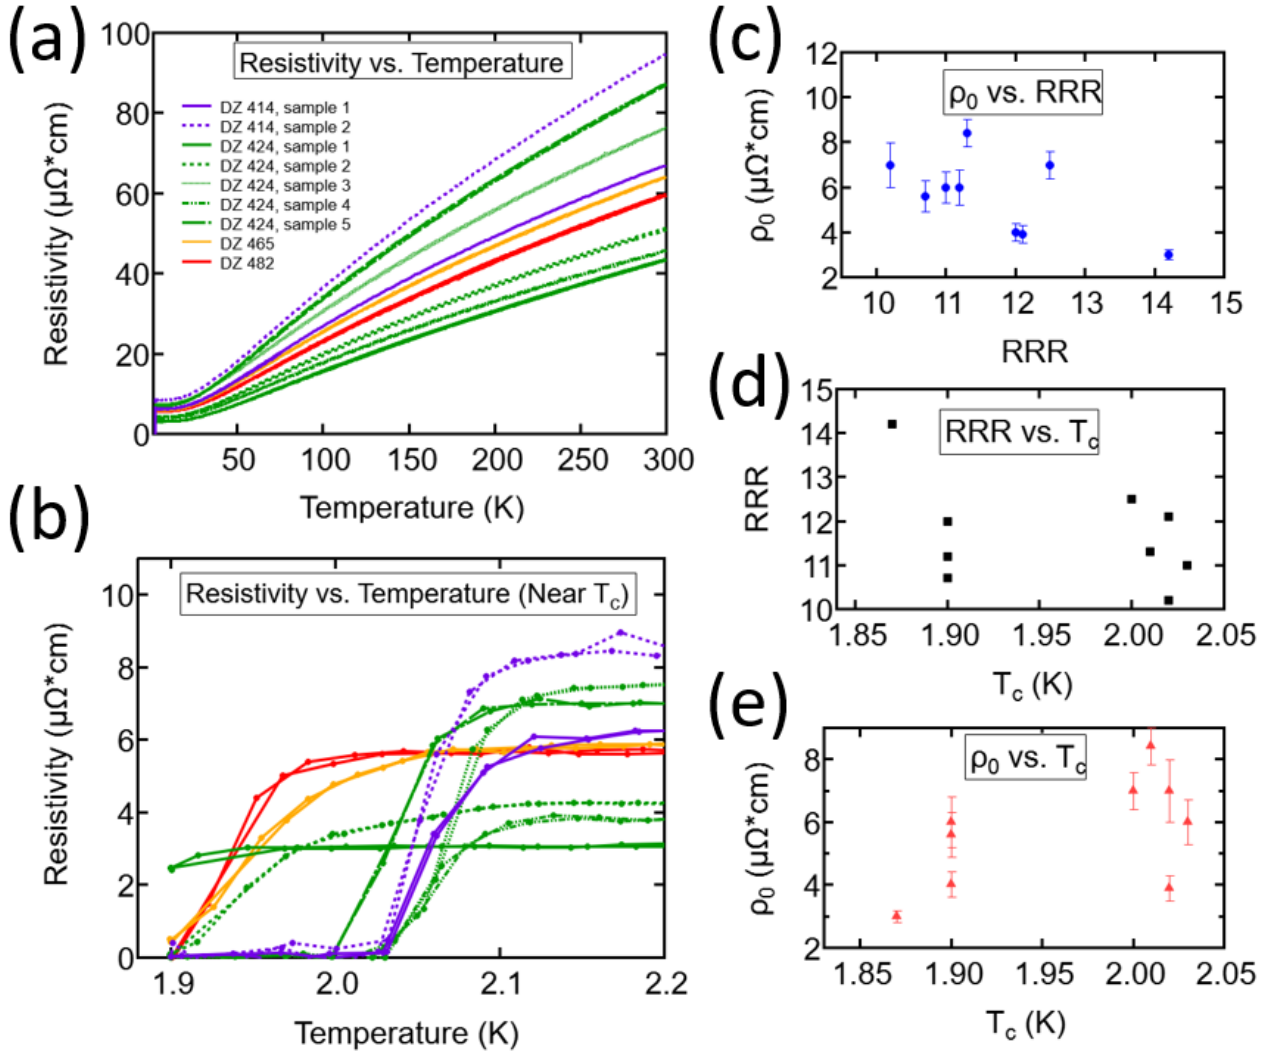 (a)
Resistivity vs. Temperature
Resistivity (μΩ*cm)
100
80
60
40
20
0
DZ 414, sample 1
DZ 414, sample 2
DZ 424, sample 1
DZ 424, sample 2
DZ 424, sample 3
DZ 424, sample 4
DZ 424, sample 5
DZ 465
DZ 482
50 100 150 200 250 300
Temperature (K)
(b)
Resistivity vs. Temperature (Near Tc)
Resistivity (μΩ*cm)
10
8
6
4
2
0
1.9 2.0 2.1 2.2
Temperature (K)
(c)
ρ0 vs. RRR
ρ0 (μΩ*cm)
12
10
8
6
4
2
10 11 12 13 14 15
RRR
(d)
RRR vs. Tc
RRR
15
14
13
12
11
10
1.85 1.90 1.95 2.00 2.05
Tc (K)
(e)
ρ0 vs. Tc
ρ0 (μΩ*cm)
8
6
4
2
1.85 1.90 1.95 2.00 2.05
Tc (K)